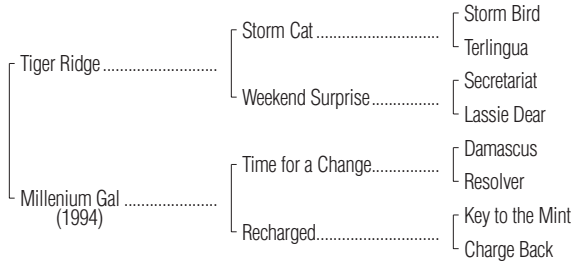 Storm Bird
Storm Cat ..............................
Terlingua
Tiger Ridge ...........................
Secretariat
Weekend Surprise ................
Lassie Dear
Damascus
Time for a Change ................
Resolver
Millenium Gal ......................
(1994)
Key to the Mint
Recharged .............................
Charge Back